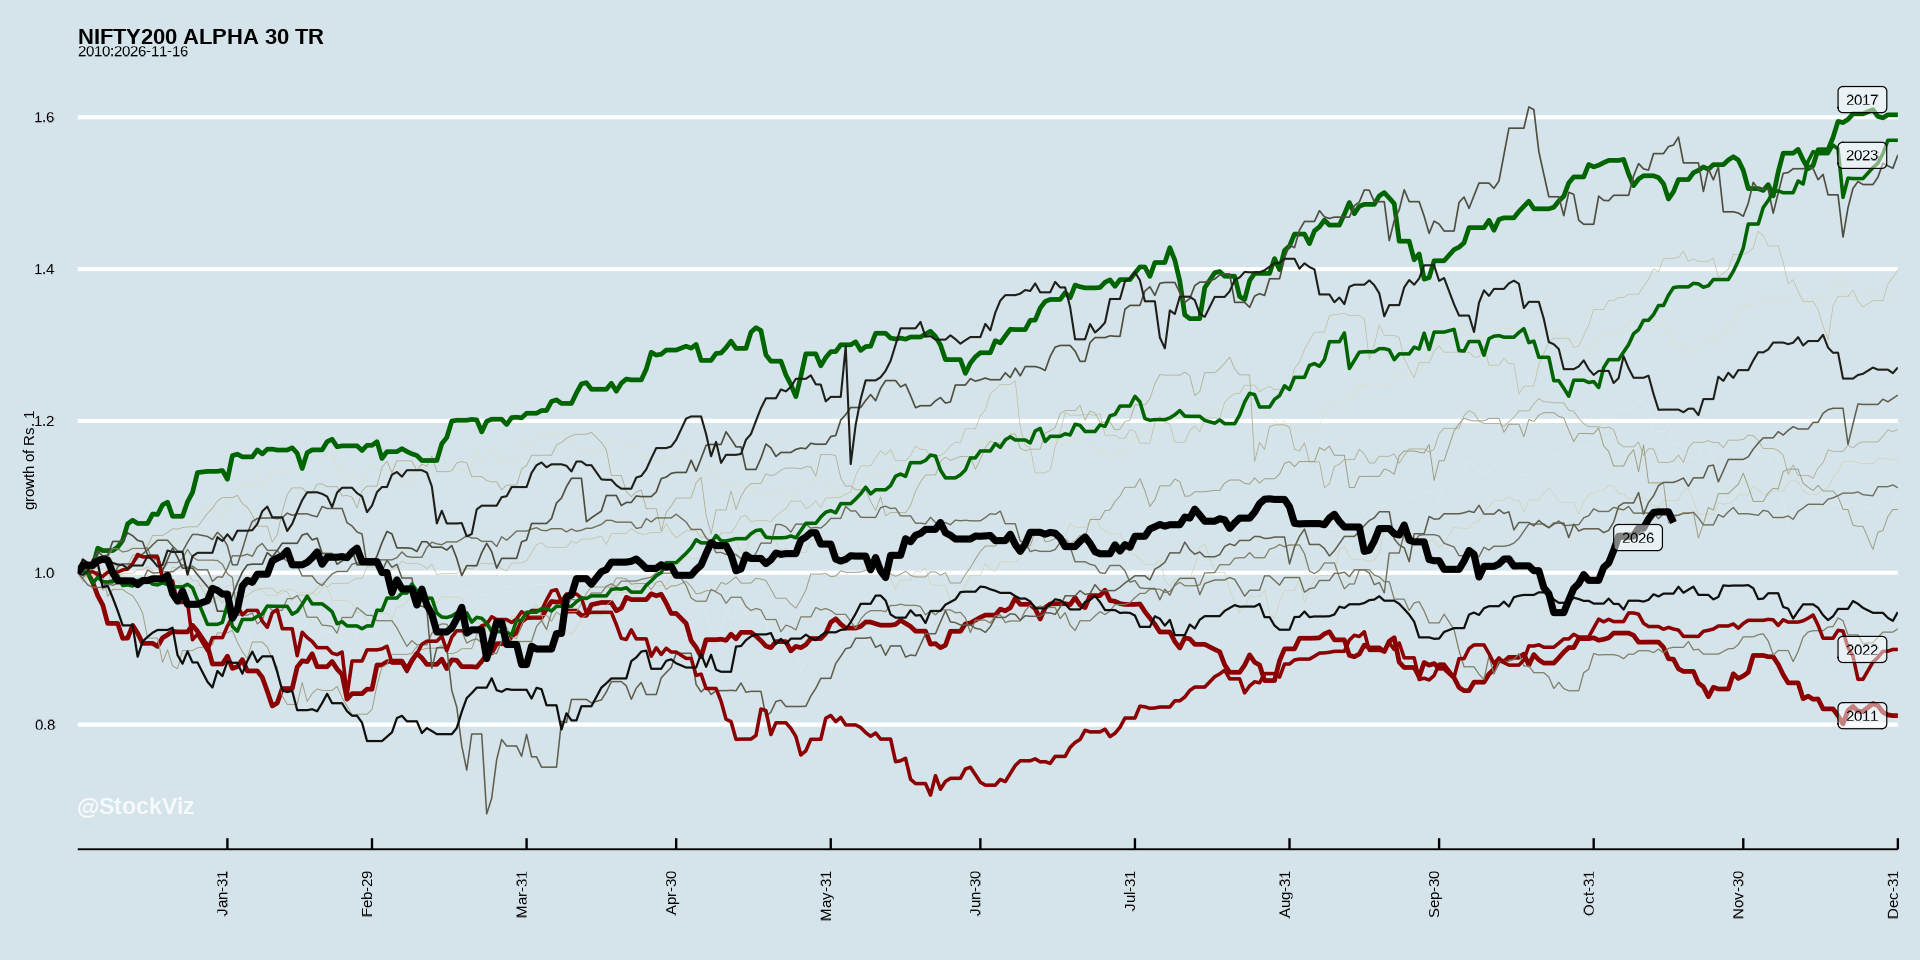 NIFTY200 ALPHA 30 TR
2010:2026-11-16
growth of Rs. 1
1.6
1.4
1.2
1.0
0.8
2017
2023
2026
2022
2011
@StockViz
Jan-31
Feb-29
Mar-31
Apr-30
May-31
Jun-30
Jul-31
Aug-31
Sep-30
Oct-31
Nov-30
Dec-31